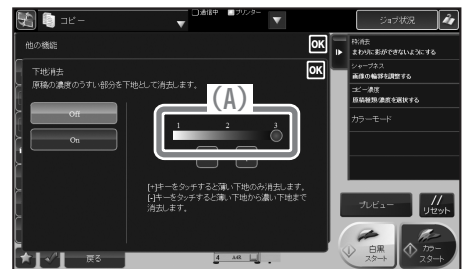 コピー
通信中
プリンター
ジョブ状況
他の機能
OK
枠消去
まわりに影ができないようにする
下地消去
OK
原稿の濃度のうすい部分を下地として消去します。
シャープネス
画像の輪郭を調整する
コピー濃度
原稿種類・濃度を選択する
カラーモード
(A)
Off
On
1 2 3
[+]キーをタッチすると薄い下地のみ消去します。
[-]キーをタッチすると薄い下地から濃い下地まで
消去します。
プレビュー
リセット
戻る
4 A4R
白黒
スタート
カラー
スタート